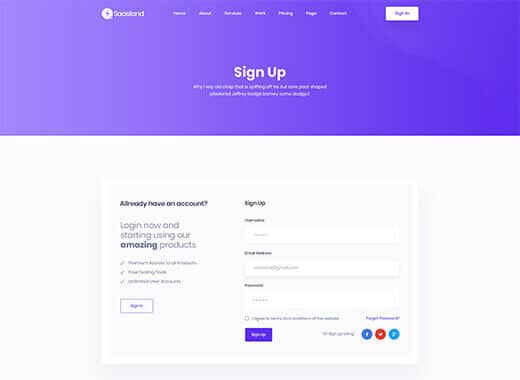 Saasland
Home About Services Work Pricing Page Contact
Sign In
Sign Up
Why I say old chap that is spiffing off his nut cor pear shaped
plastered Jeffrey bodge barney some dodgy.!!
Allready have an account?
Login now and
starting using our
amazing products
Premium Access to all Products
Free Testing Tools
Unlimited User Accounts
Sign in
Sign Up
Username
Email Address
saasland@gmail.com
Password
I agree to terms and conditions of this website
Forgot Password?
Sign Up
Or Sign up Using